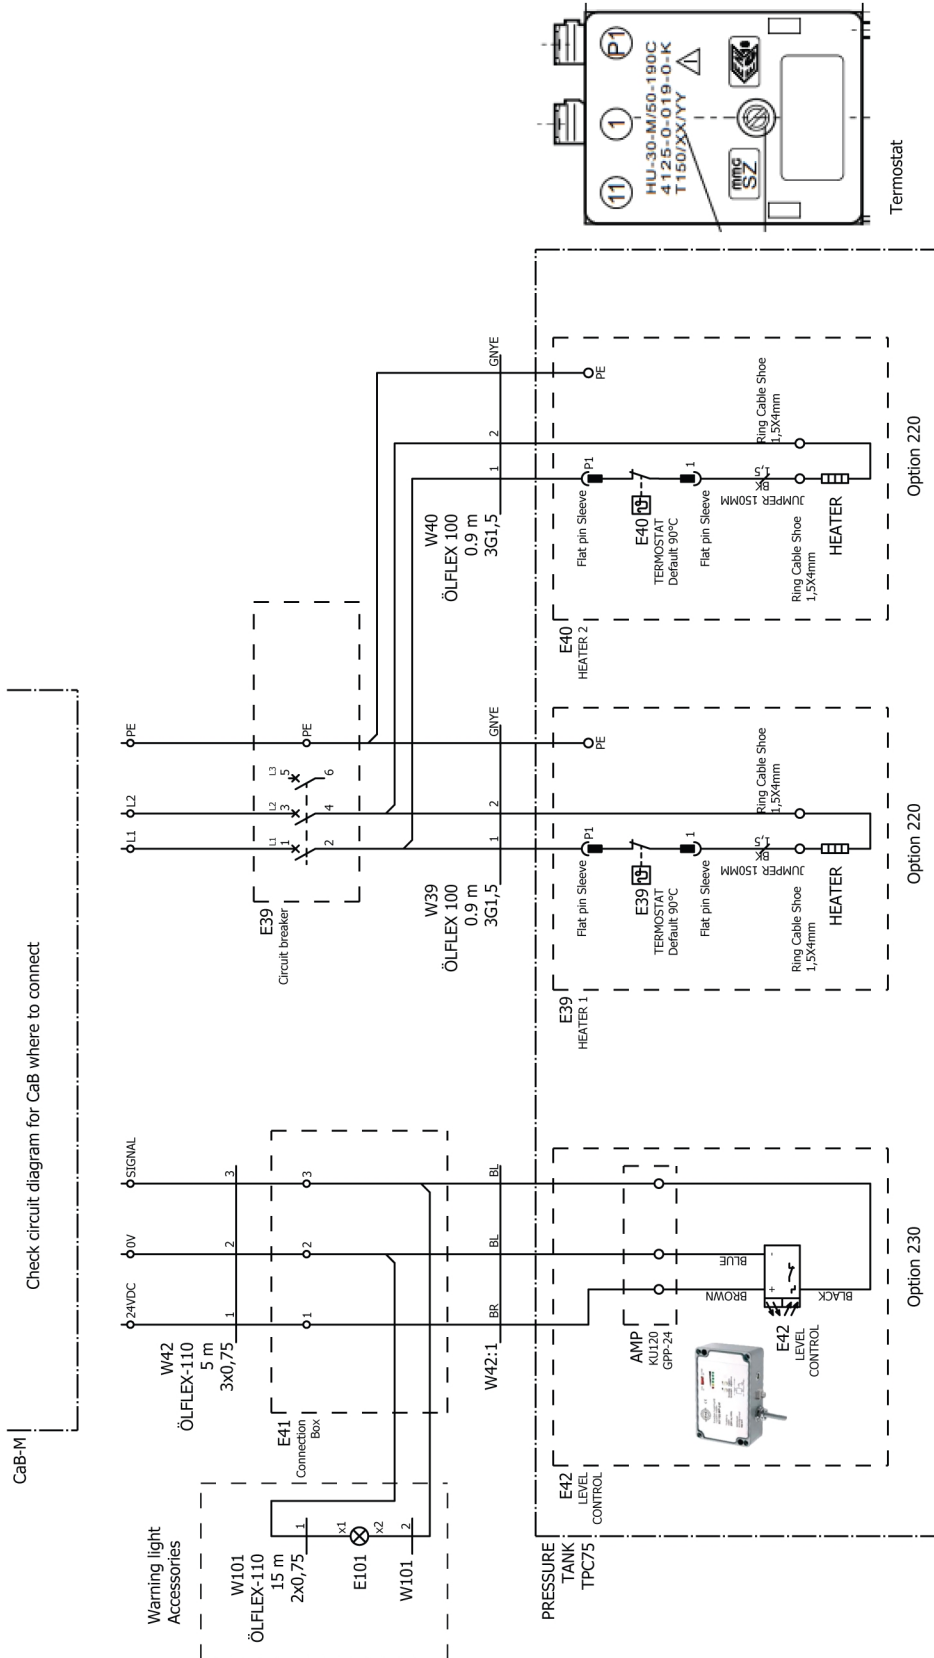 CaB-M
Check circuit diagram for CaB where to connect
24VDC
0V
SIGNAL
L1
L2
PE
W42
ÖLFLEX-110
5 m
3x0,75
1
2
3
E41
Connection
Box
1
2
3
Warning light
Accessories
W101
ÖLFLEX-110
15 m
2x0,75
1
x1
E101
x2
W101
2
E39
Circuit breaker
L1
1
2
L2
3
4
L3
5
6
PE
W42:1
BR
BL
BL
W39
ÖLFLEX 100
0.9 m
3G1,5
1
2
GNYE
W40
ÖLFLEX 100
0.9 m
3G1,5
1
2
GNYE
PRESSURE
TANK
TPC75
E42
LEVEL
CONTROL
AMP
KU120
GPP-24
BROWN
BLUE
BLACK
+
-
E42
LEVEL
CONTROL
Option 230
E39
HEATER 1
Flat pin Sleeve
P1
E39
TERMOSTAT
Default 90°C
Flat pin Sleeve
1
BK
1,5
JUMPER 150MM
Ring Cable Shoe
1,5X4mm
Ring Cable Shoe
1,5X4mm
HEATER
PE
Option 220
E40
HEATER 2
Flat pin Sleeve
P1
E40
TERMOSTAT
Default 90°C
Flat pin Sleeve
1
BK
1,5
JUMPER 150MM
Ring Cable Shoe
1,5X4mm
Ring Cable Shoe
1,5X4mm
HEATER
PE
Option 220
11
1
P1
HU-30-M/50-190C
4125-0-019-0-K
T150/XX/YY
mmg
SZ
Termostat